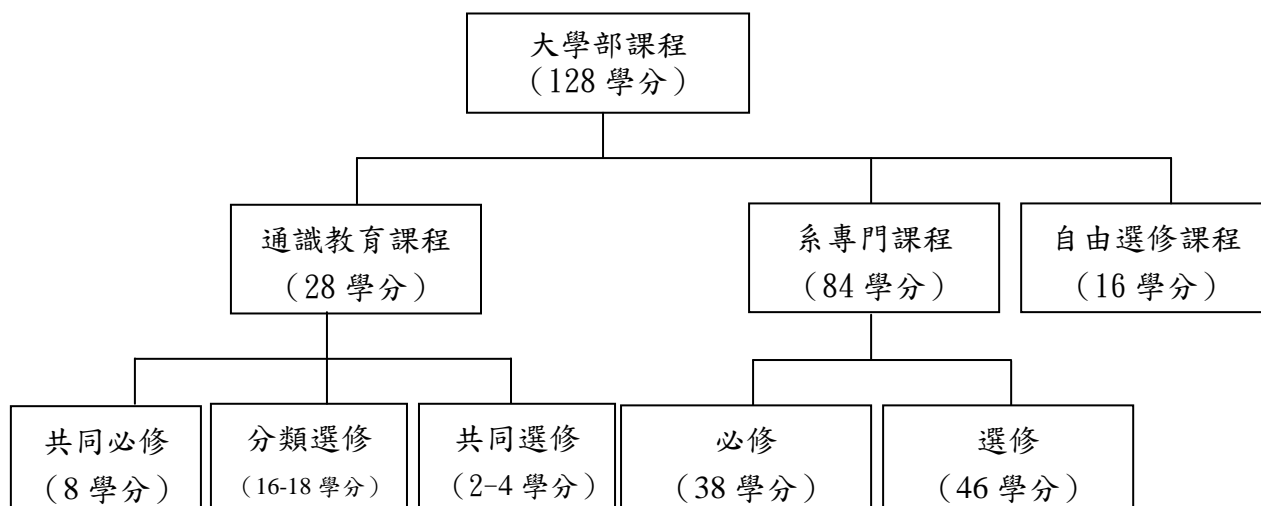 大學部課程
（128 學分）
通識教育課程
（28 學分）
系專門課程
（84 學分）
自由選修課程
（16 學分）
共同必修
（8 學分）
分類選修
（16-18 學分）
共同選修
（2-4 學分）
必修
（38 學分）
選修
（46 學分）